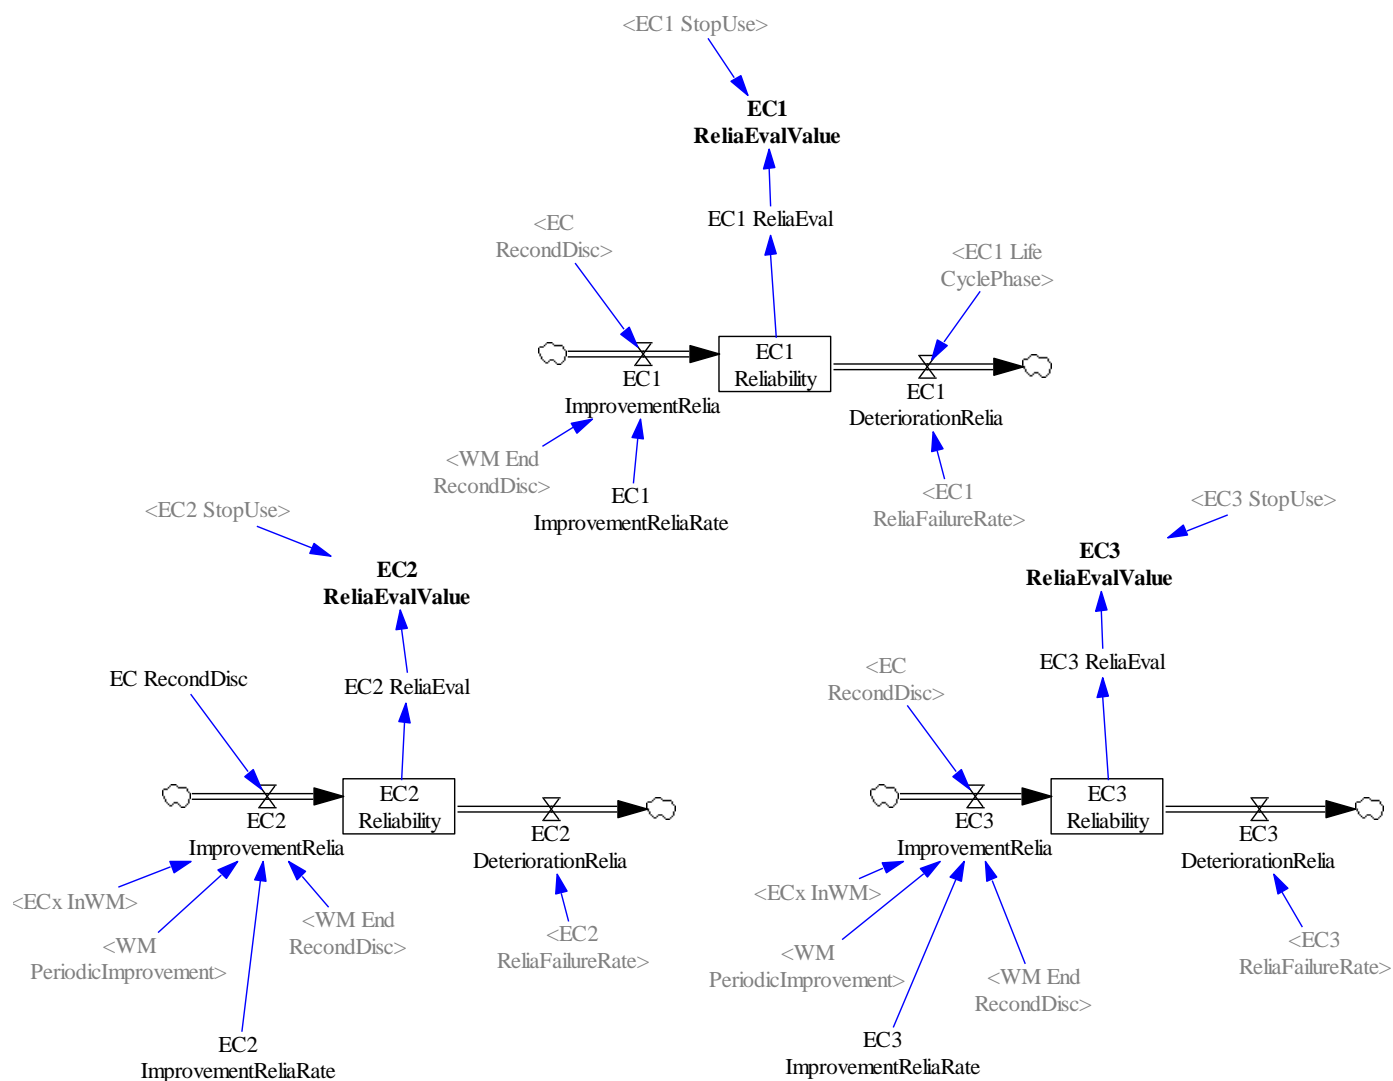 <EC1 StopUse>
EC1
ReliaEvalValue
EC1 ReliaEval
<EC
RecondDisc>
<EC1 Life
CyclePhase>
EC1
Reliability
EC1
ImprovementRelia
EC1
DeteriorationRelia
<WM End
RecondDisc>
EC1
ImprovementReliaRate
<EC1
ReliaFailureRate>
<EC2 StopUse>
EC2
ReliaEvalValue
EC2 ReliaEval
EC RecondDisc
EC2
Reliability
EC2
ImprovementRelia
EC2
DeteriorationRelia
<ECx InWM>
<WM
PeriodicImprovement>
<WM End
RecondDisc>
<EC2
ReliaFailureRate>
EC2
ImprovementReliaRate
<EC3 StopUse>
EC3
ReliaEvalValue
EC3 ReliaEval
<EC
RecondDisc>
EC3
Reliability
EC3
ImprovementRelia
EC3
DeteriorationRelia
<ECx InWM>
<WM
PeriodicImprovement>
<WM End
RecondDisc>
<EC3
ReliaFailureRate>
EC3
ImprovementReliaRate